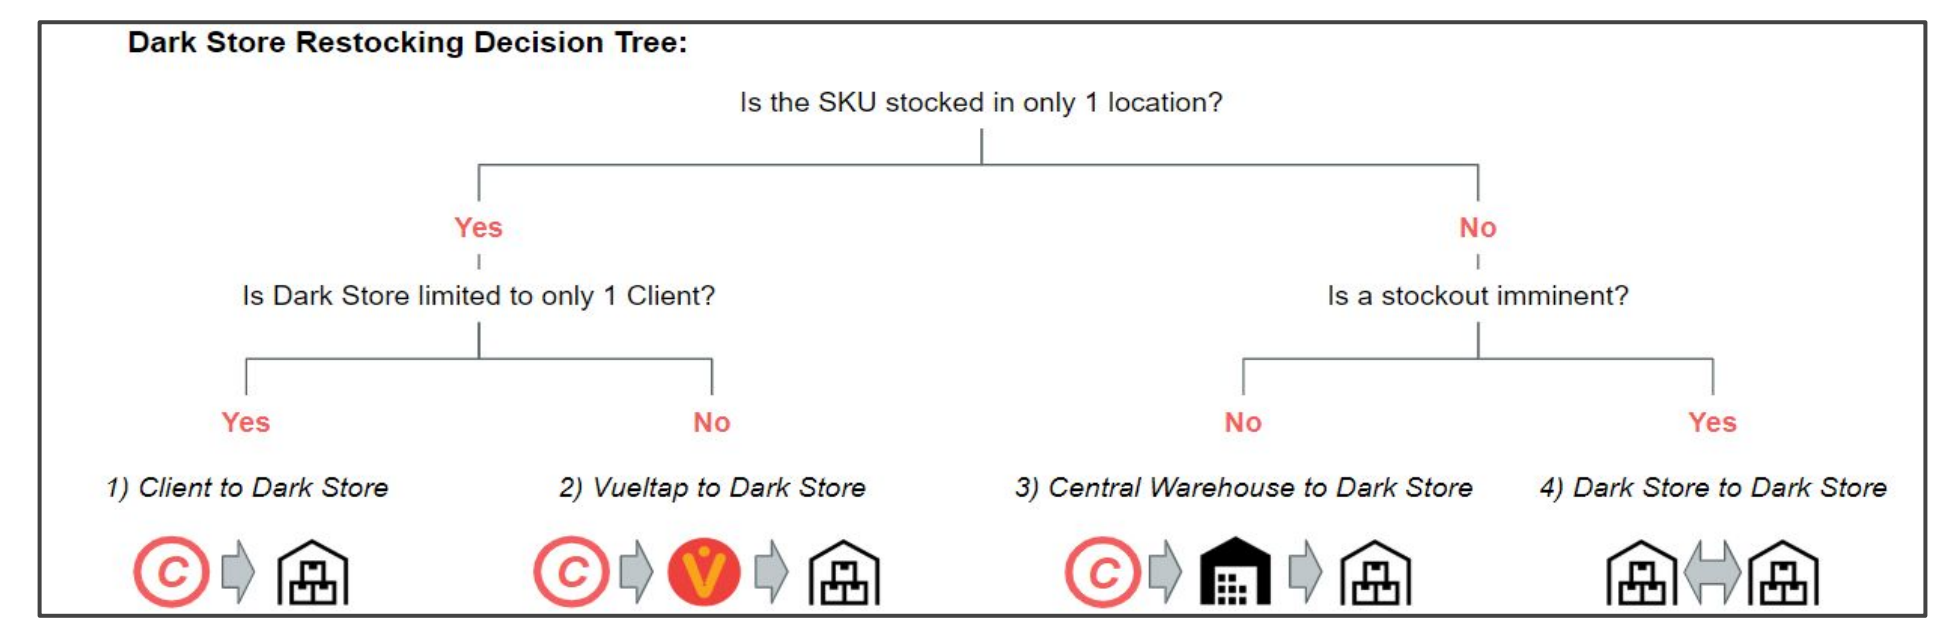 Dark Store Restocking Decision Tree:
Is the SKU stocked in only 1 location?
Yes
No
Is Dark Store limited to only 1 Client?
Is a stockout imminent?
Yes
No
No
Yes
1) Client to Dark Store
2) Vueltap to Dark Store
3) Central Warehouse to Dark Store
4) Dark Store to Dark Store
C
C
V
C